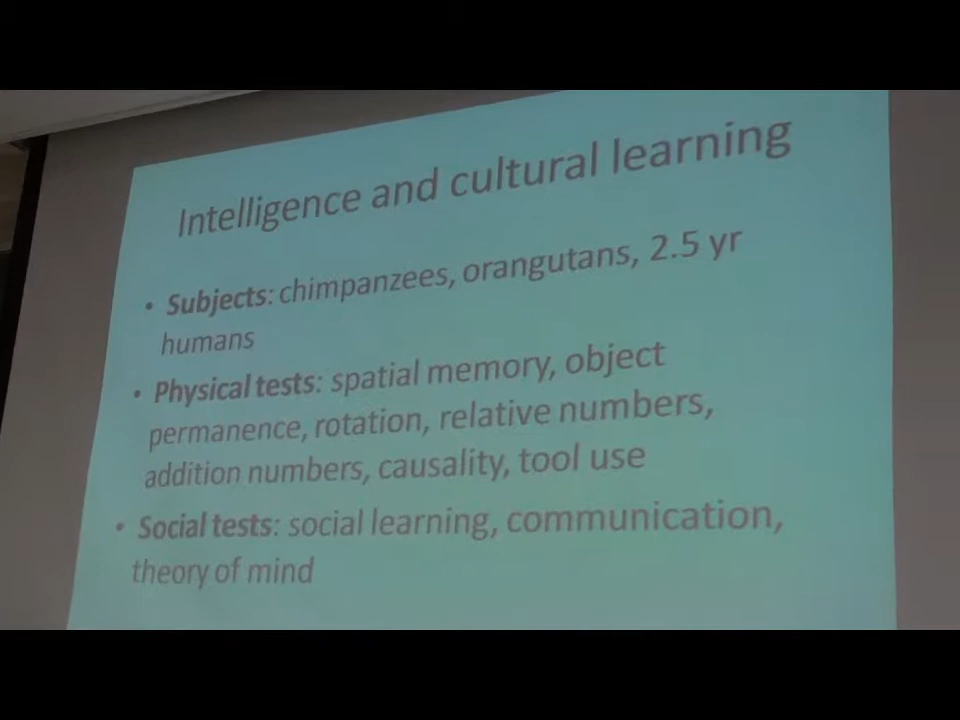 Intelligence and cultural learning
• Subjects: chimpanzees, orangutans, 2.5 yr
humans
• Physical tests: spatial memory, object
permanence, rotation, relative numbers,
addition numbers, causality, tool use
• Social tests: social learning, communication,
theory of mind